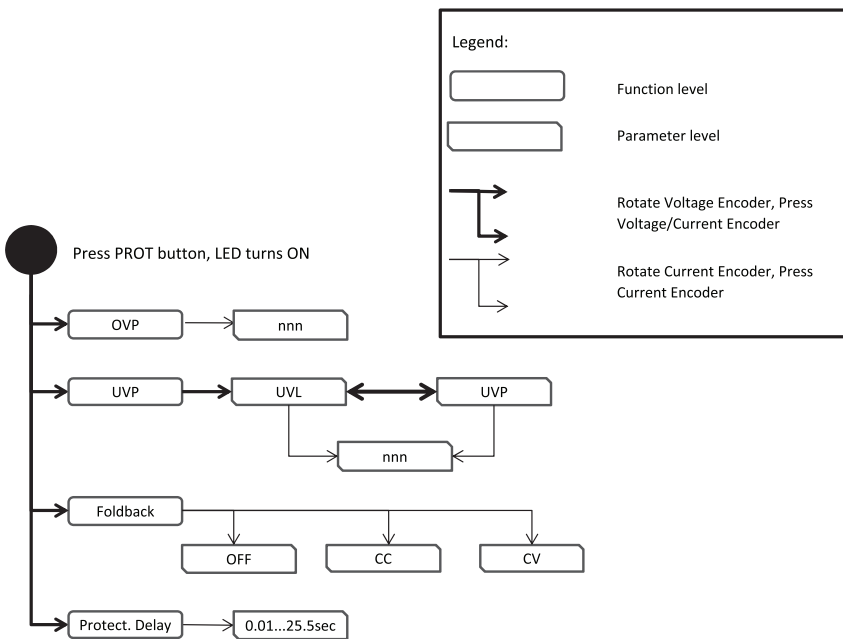 Legend:
Function level
Parameter level
Rotate Voltage Encoder, Press
Voltage/Current Encoder
Rotate Current Encoder, Press
Current Encoder
Press PROT button, LED turns ON
OVP
nnn
UVP
UVL
UVP
nnn
Foldback
OFF
CC
CV
Protect. Delay
0.01...25.5sec